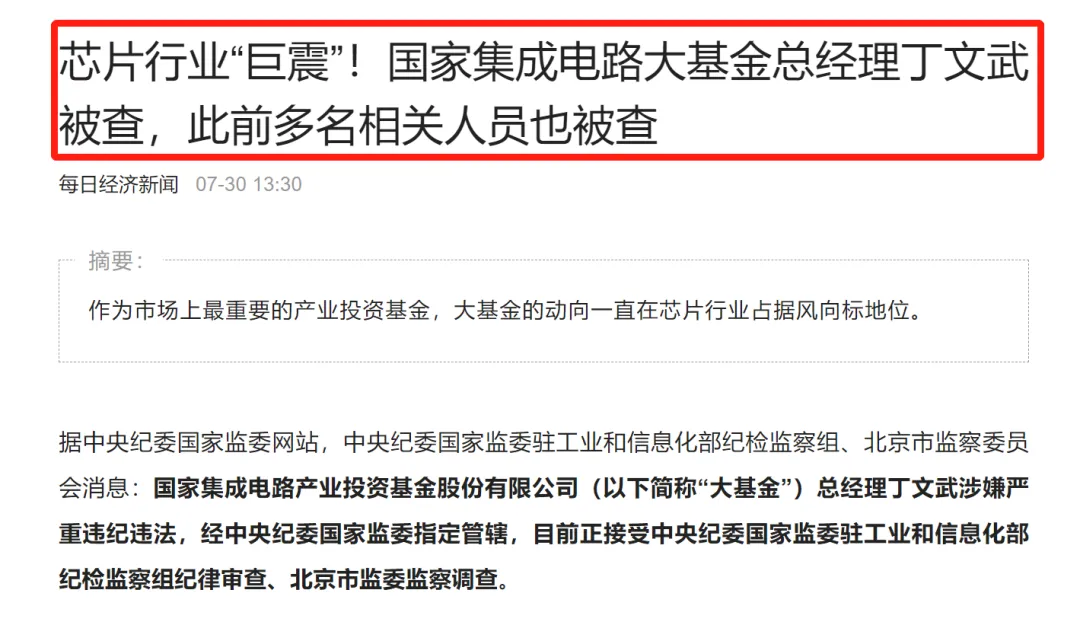 芯片行业“巨震”！国家集成电路大基金总经理丁文武
被查，此前多名相关人员也被查
每日经济新闻 07-30 13:30
摘要：
作为市场上最重要的产业投资基金，大基金的动向一直在芯片行业占据风向标地位。
据中央纪委国家监委网站，中央纪委国家监委驻工业和信息化部纪检监察组、北京市监察委员
会消息：国家集成电路产业投资基金股份有限公司（以下简称“大基金”）总经理丁文武涉嫌严
重违纪违法，经中央纪委国家监委指定管辖，目前正接受中央纪委国家监委驻工业和信息化部
纪检监察组纪律审查、北京市监委监察调查。